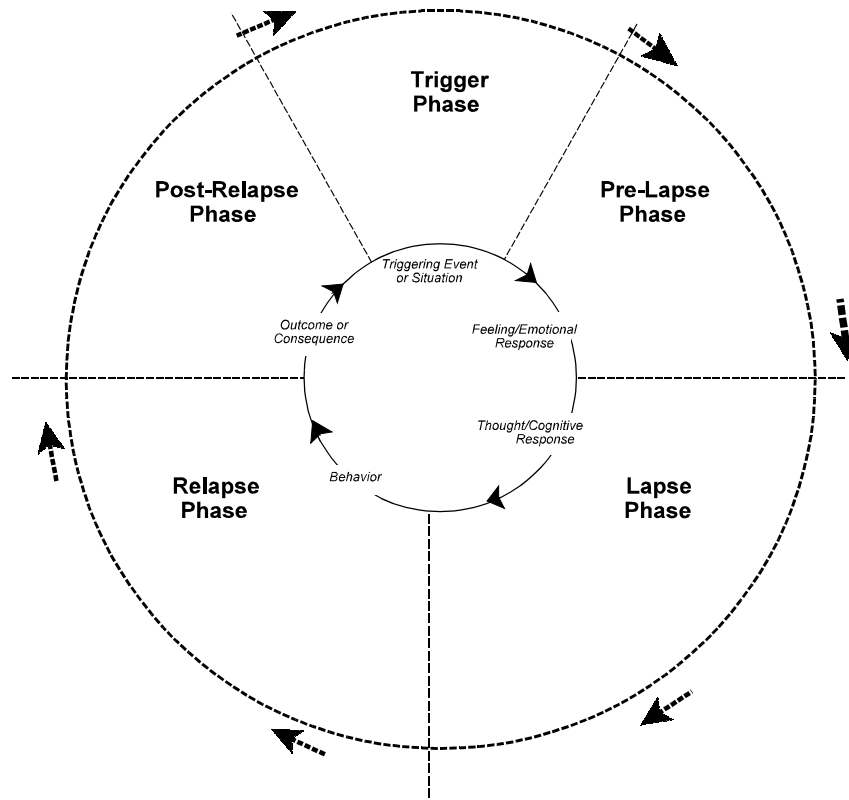 Trigger
Phase
Post-Relapse
Phase
Pre-Lapse
Phase
Triggering Event
or Situation
Outcome or
Consequence
Feeling/Emotional
Response
Thought/Cognitive
Response
Behavior
Relapse
Phase
Lapse
Phase